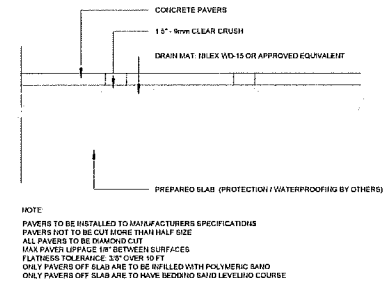 CONCRETE PAVERS
1.5" - 9mm CLEAR CRUSH
DRAIN MAT: NILEX WD-15 OR APPROVED EQUIVALENT
PREPARED SLAB (PROTECTION / WATERPROOFING BY OTHERS)
NOTE:
PAVERS TO BE INSTALLED TO MANUFACTURERS SPECIFICATIONS
PAVERS NOT TO BE CUT MORE THAN HALF SIZE
ALL PAVERS TO BE DIAMOND CUT
MAX PAVER LIPPAGE 1/8" BETWEEN SURFACES
FLATNESS TOLERANCE: 3/8" OVER 10 FT
ONLY PAVERS OFF SLAB ARE TO BE INFILLED WITH POLYMERIC SAND
ONLY PAVERS OFF SLAB ARE TO HAVE BEDDING SAND LEVELING COURSE